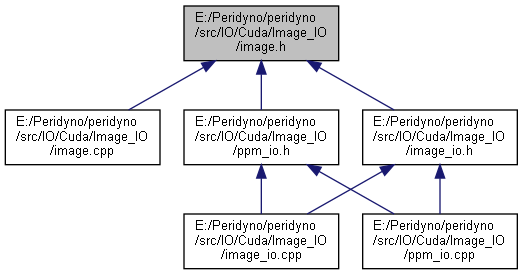 E:/Peridyno/peridyno
/src/IO/Cuda/Image_IO
/image.h
E:/Peridyno/peridyno
/src/IO/Cuda/Image_IO
/image.cpp
E:/Peridyno/peridyno
/src/IO/Cuda/Image_IO
/ppm_io.h
E:/Peridyno/peridyno
/src/IO/Cuda/Image_IO
/image_io.h
E:/Peridyno/peridyno
/src/IO/Cuda/Image_IO
/image_io.cpp
E:/Peridyno/peridyno
/src/IO/Cuda/Image_IO
/ppm_io.cpp